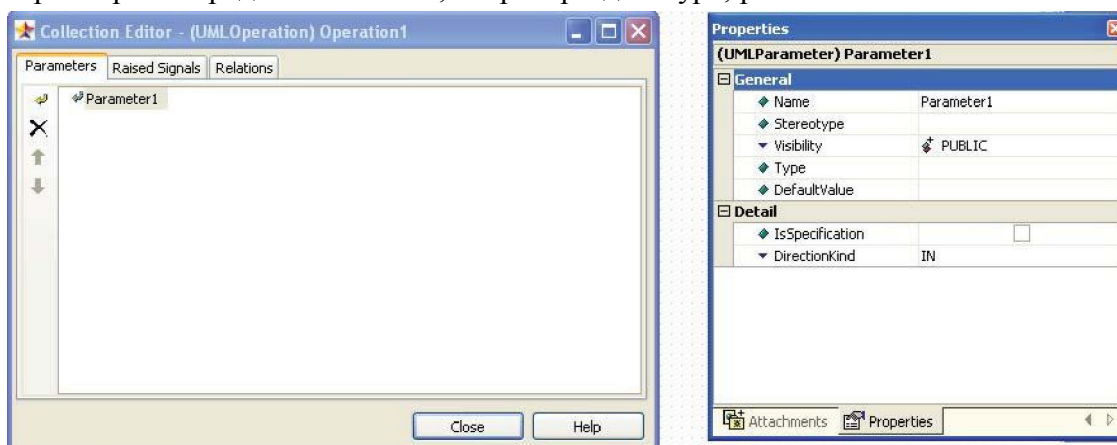 Collection Editor - (UMLOperation) Operation1
Parameters Raised Signals Relations
Parameter1
Close Help
Properties
(UMLParameter) Parameter1
General
Name Parameter1
Stereotype
Visibility PUBLIC
Type
DefaultValue
Detail
IsSpecification
DirectionKind IN
Attachments Properties